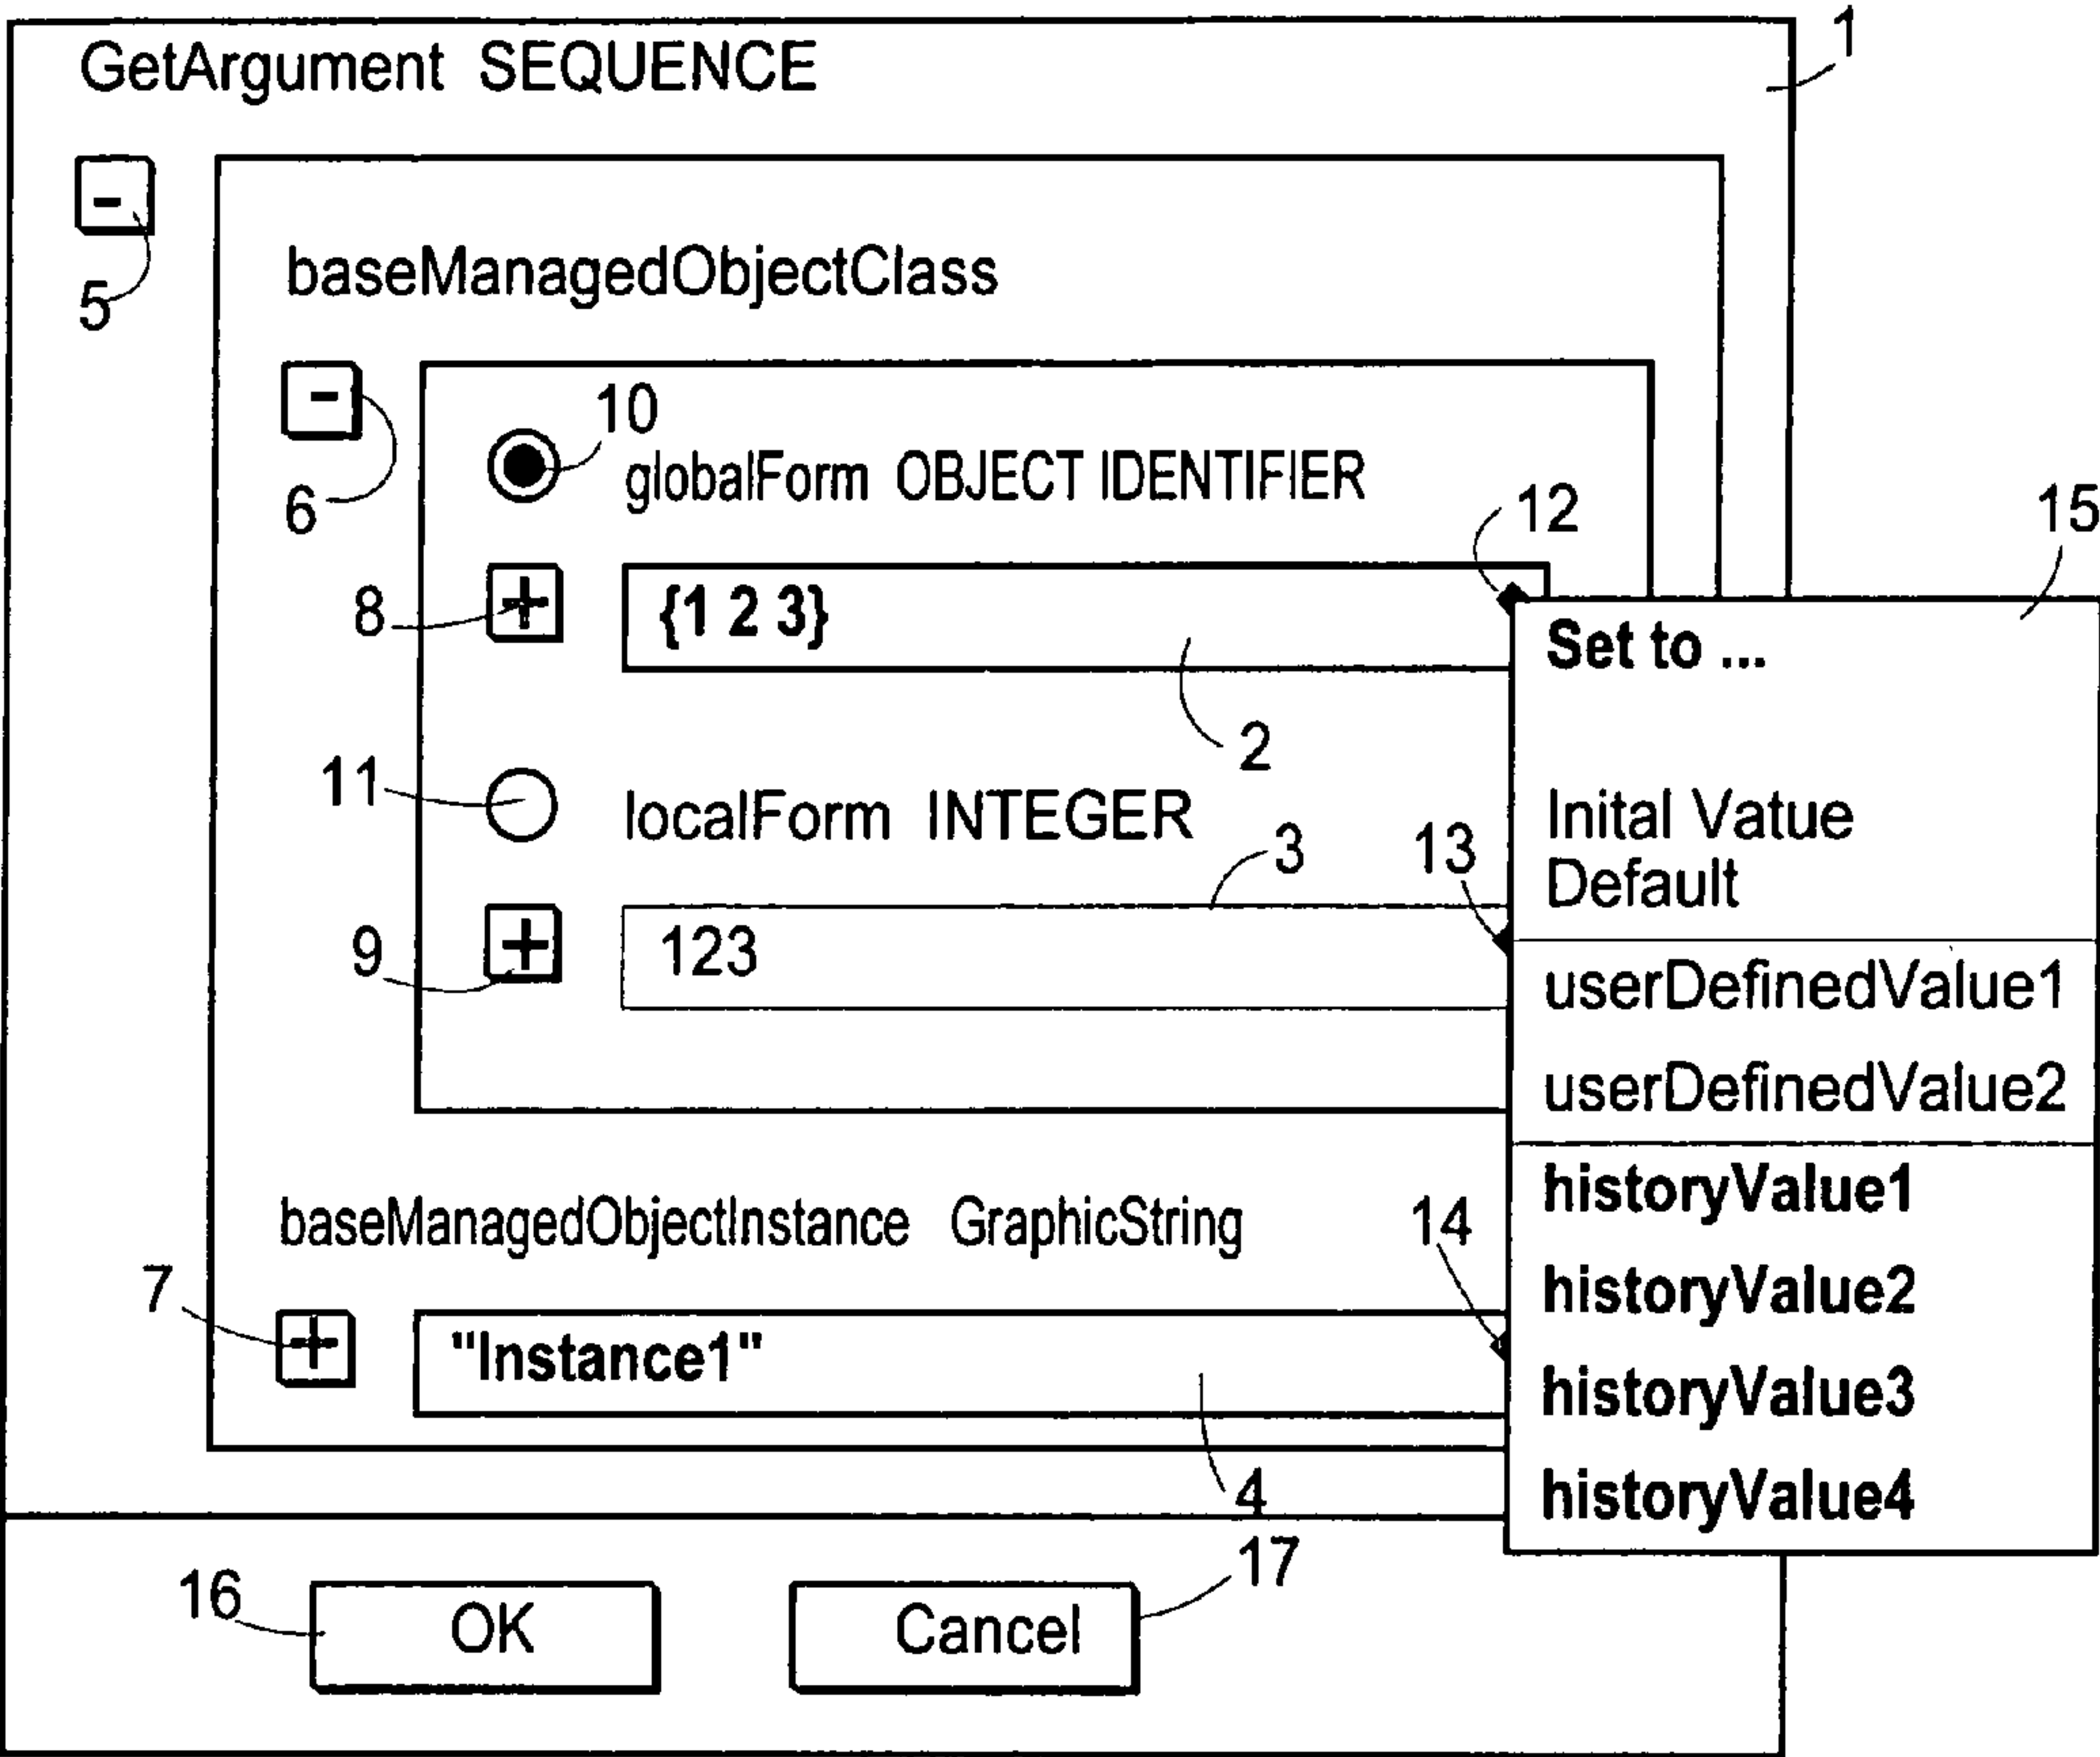 1
GetArgument SEQUENCE
-
5
baseManagedObjectClass
-
6
10
globalForm OBJECT IDENTIFIER
12
15
8
+
{1 2 3}
2
Set to ...
11
localForm INTEGER
3
13
Inital Vatue
Default
9
+
123
userDefinedValue1
userDefinedValue2
historyValue1
baseManagedObjectInstance GraphicString
14
historyValue2
7
+
"Instance1"
historyValue3
4
historyValue4
16
OK
Cancel
17